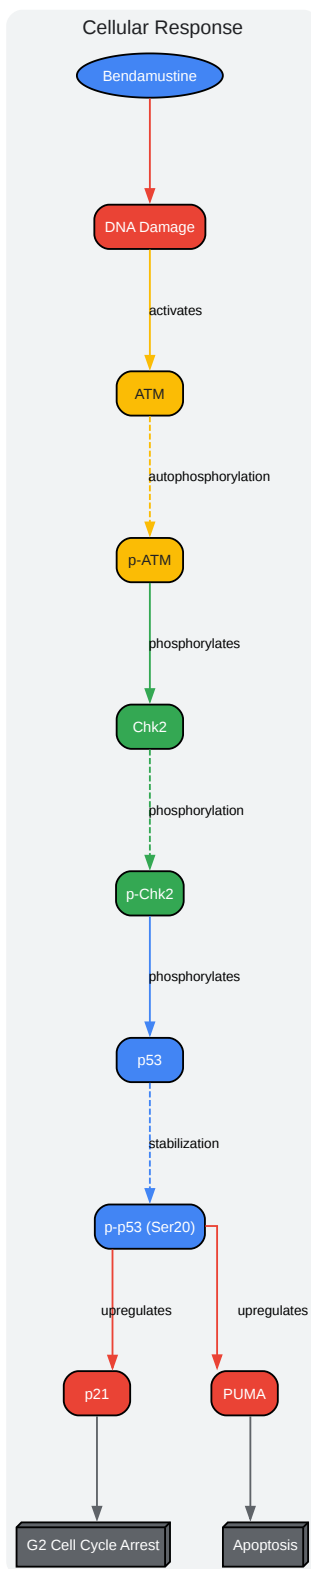 Cellular Response
Bendamustine
DNA Damage
activates
ATM
autophosphorylation
p-ATM
phosphorylates
Chk2
phosphorylation
p-Chk2
phosphorylates
p53
stabilization
p-p53 (Ser20)
upregulates
upregulates
p21
PUMA
G2 Cell Cycle Arrest
Apoptosis